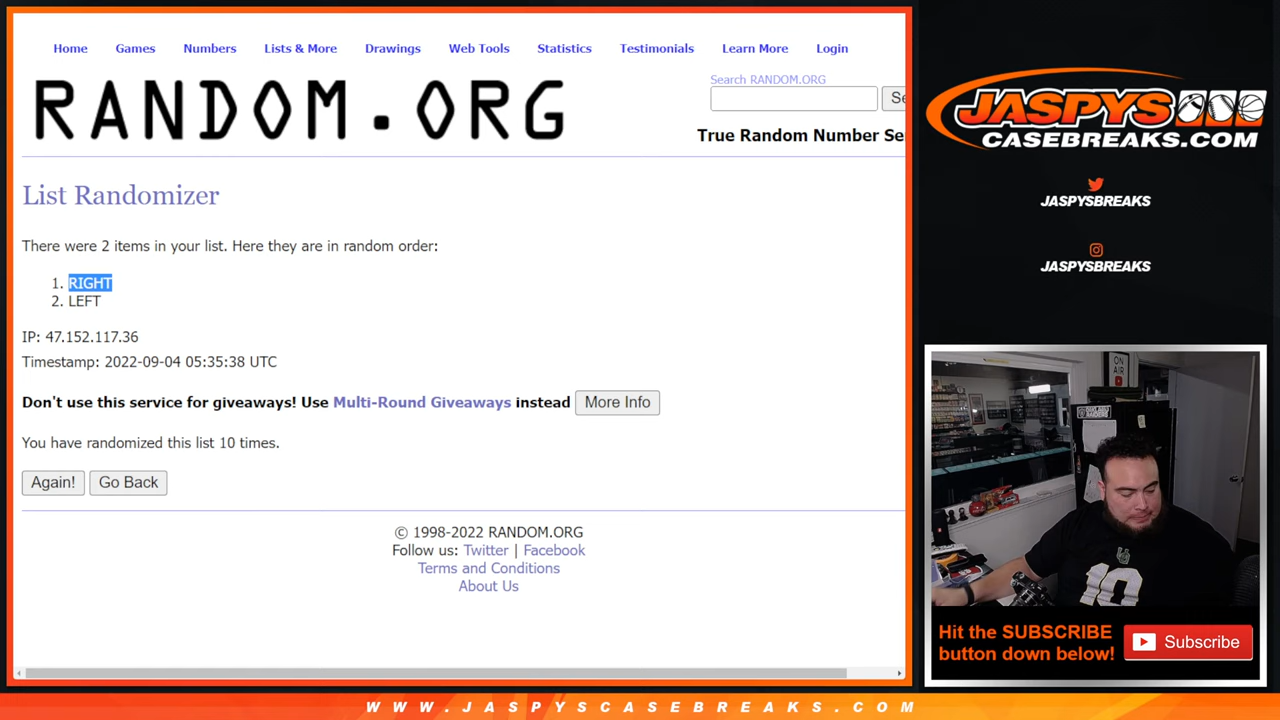 Home Games Numbers Lists & More Drawings Web Tools Statistics Testimonials Learn More Login
RANDOM.ORG
Search RANDOM.ORG
Se
True Random Number Se
List Randomizer
There were 2 items in your list. Here they are in random order:
1. RIGHT
2. LEFT
IP: 47.152.117.36
Timestamp: 2022-09-04 05:35:38 UTC
Don't use this service for giveaways! Use Multi-Round Giveaways instead More Info
You have randomized this list 10 times.
Again! Go Back
© 1998-2022 RANDOM.ORG
Follow us: Twitter | Facebook
Terms and Conditions
About Us
JASPYS
CASEBREAKS.COM
JASPYSBREAKS
JASPYSBREAKS
ON
AIR
10
Hit the SUBSCRIBE
button down below!
Subscribe
WWW.JASPYSCASEBREAKS.COM